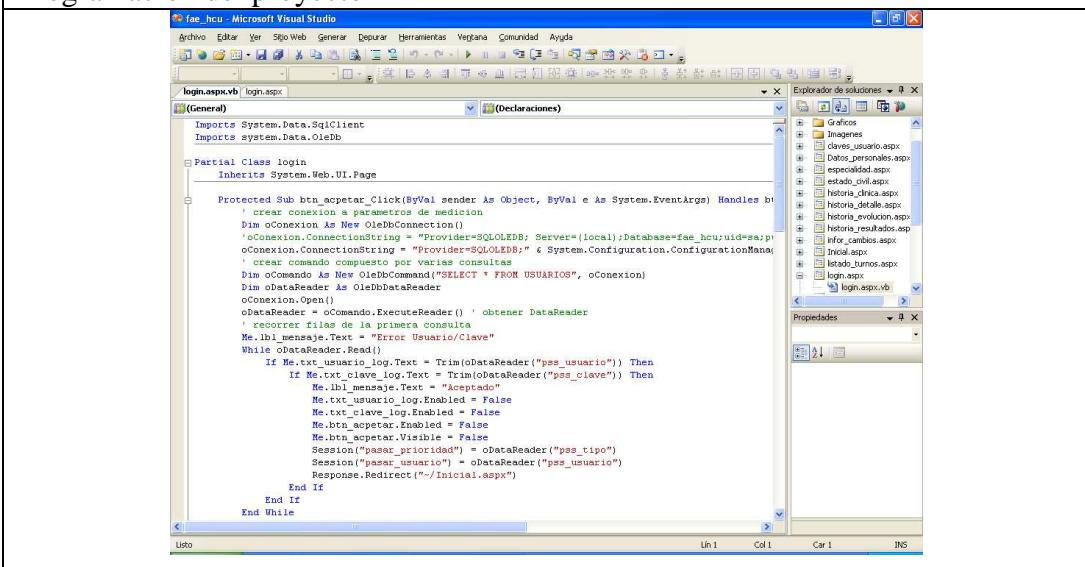 fae_hcu - Microsoft Visual Studio
Archivo Editar Ver Sitio Web Generar Depurar Herramientas Ventana Comunidad Ayuda
login.aspx.vb login.aspx
(General) (Declaraciones)
Imports System.Data.SqlClient
Imports system.Data.OleDb
Partial Class login
Inherits System.Web.UI.Page
Protected Sub btn_acpetar_Click(ByVal sender As Object, ByVal e As System.EventArgs) Handles
' crear conexion a parametros de medicion
Dim oConexion As New OleDbConnection()
'oConexion.ConnectionString = "Provider=SQLOLEDB; Server=(local);Database=fae_hcu;uid=sa;
oConexion.ConnectionString = "Provider=SQLOLEDB;" & System.Configuration.
' crear comando compuesto por varias consultas
Dim oComando As New OleDbCommand("SELECT * FROM USUARIOS", oConexion)
Dim oDataReader As OleDbDataReader
oConexion.Open()
oDataReader = oComando.ExecuteReader() ' obtener DataReader
' recorrer filas de la primera consulta
Me.lbl_mensaje.Text = "Error Usuario/Clave"
While oDataReader.Read()
If Me.txt_usuario_log.Text = Trim(oDataReader("pss_usuario")) Then
If Me.txt_clave_log.Text = Trim(oDataReader("pss_clave")) Then
Me.lbl_mensaje.Text = "Aceptado"
Me.txt_usuario_log.Enabled = False
Me.txt_clave_log.Enabled = False
Me.btn_acpetar.Enabled = False
Me.btn_acpetar.Visible = False
Session("pasar_prioridad") = oDataReader("pss_tipo")
Session("pasar_usuario") = oDataReader("pss_usuario")
Response.Redirect("~/Inicial.aspx")
End If
End If
End While
Explorador de soluciones
Graficos
Imagenes
claves_usuario.aspx
Datos_personales.aspx
especialidad.aspx
estado_civil.aspx
historia_clinica.aspx
historia_detalle.aspx
historia_evolucion.aspx
historia_resultados.asp
infor_cambios.aspx
Inicial.aspx
listado_turnos.aspx
login.aspx
login.aspx.vb
Propiedades
Listo Lín 1 Col 1 Car 1 INS